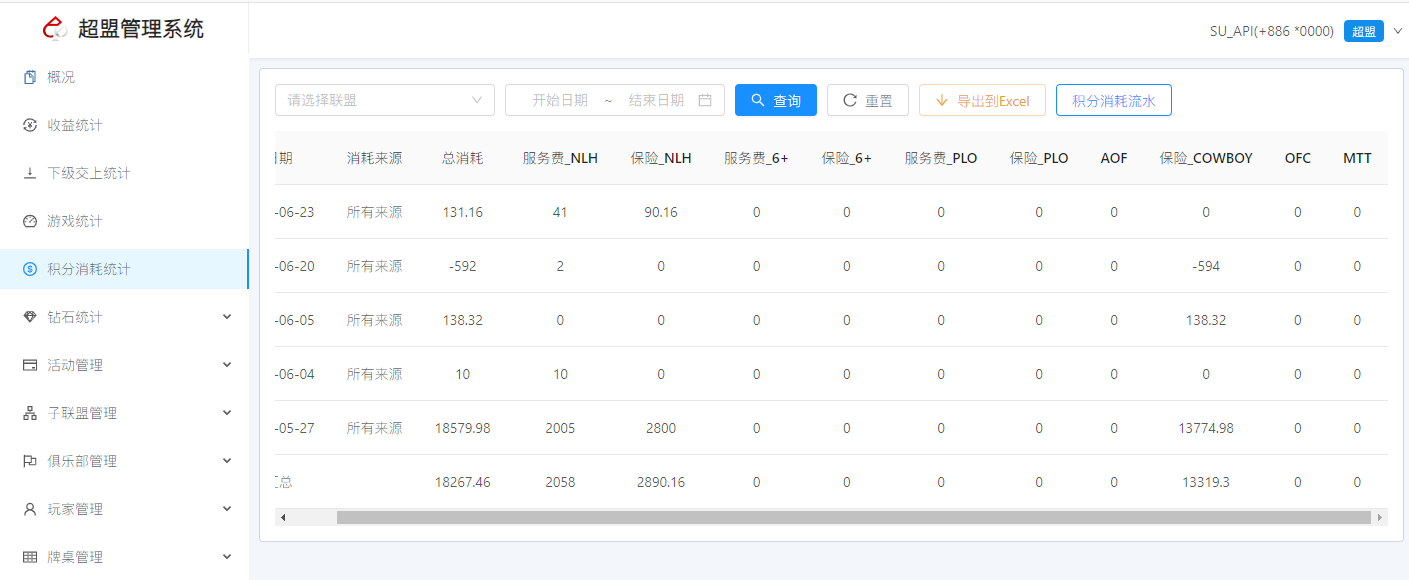 超盟管理系统
SU_API(+886 *0000) 超盟
概况
收益统计
下级交上统计
游戏统计
积分消耗统计
钻石统计
活动管理
子联盟管理
俱乐部管理
玩家管理
牌桌管理
请选择联盟 开始日期 ~ 结束日期 查询 重置 导出到Excel 积分消耗流水
日期 消耗来源 总消耗 服务费_NLH 保险_NLH 服务费_6+ 保险_6+ 服务费_PLO 保险_PLO AOF 保险_COWBOY OFC MTT
-06-23 所有来源 131.16 41 90.16 0 0 0 0 0 0 0 0
-06-20 所有来源 -592 2 0 0 0 0 0 0 -594 0 0
-06-05 所有来源 138.32 0 0 0 0 0 0 0 138.32 0 0
-06-04 所有来源 10 10 0 0 0 0 0 0 0 0 0
-05-27 所有来源 18579.98 2005 2800 0 0 0 0 0 13774.98 0 0
汇总 18267.46 2058 2890.16 0 0 0 0 0 13319.3 0 0